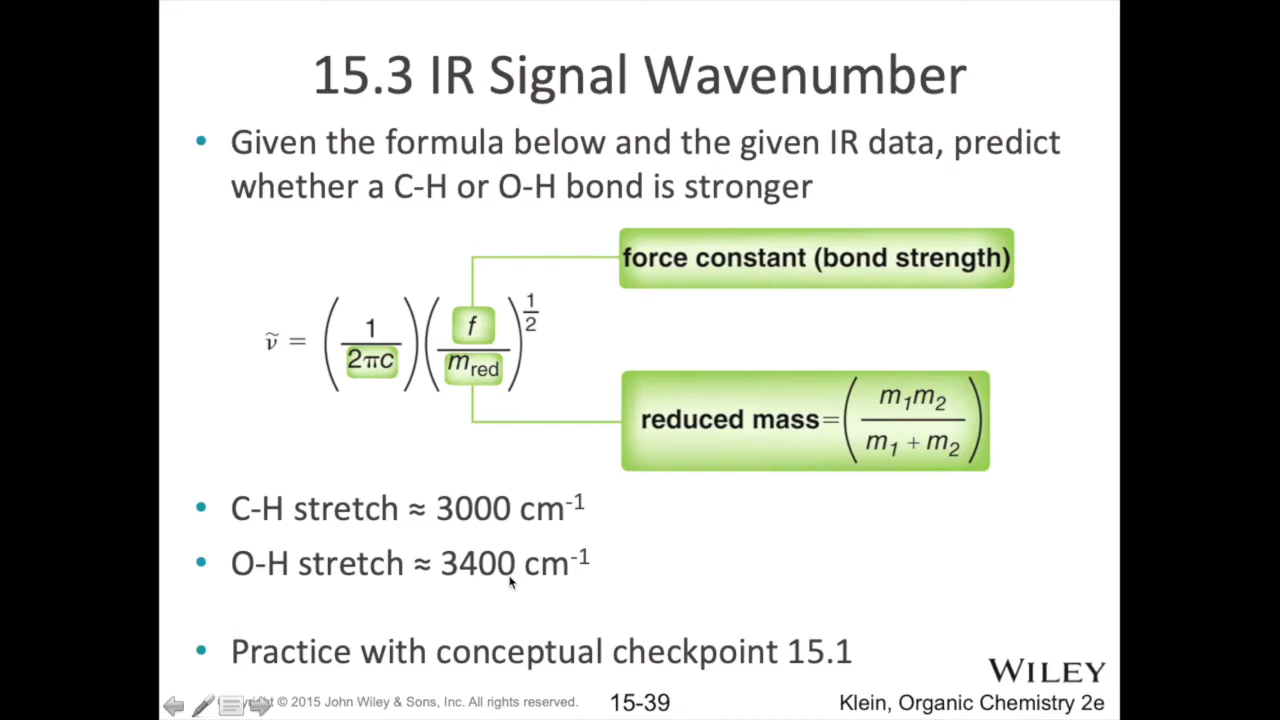 15.3 IR Signal Wavenumber
• Given the formula below and the given IR data, predict
whether a C-H or O-H bond is stronger
force constant (bond strength)
ν̃ = (1/2πc)(f/m_red)^(1/2)
reduced mass=(m₁m₂/m₁ + m₂)
• C-H stretch ≈ 3000 cm⁻¹
• O-H stretch ≈ 3400 cm⁻¹
• Practice with conceptual checkpoint 15.1
WILEY
© 2015 John Wiley & Sons, Inc. All rights reserved.
15-39
Klein, Organic Chemistry 2e